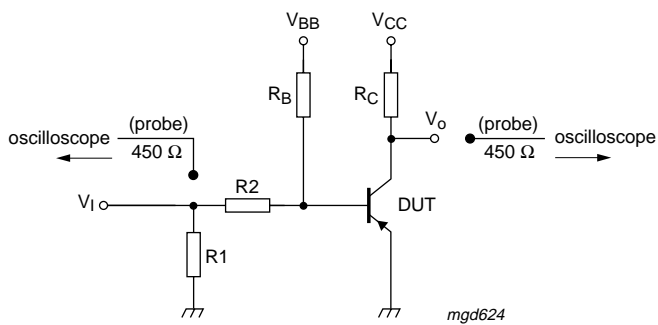 VBB
VCC
RB
RC
Vo
(probe)
oscilloscope
450 Ω
(probe)
oscilloscope
450 Ω
R2
DUT
VI
R1
mgd624